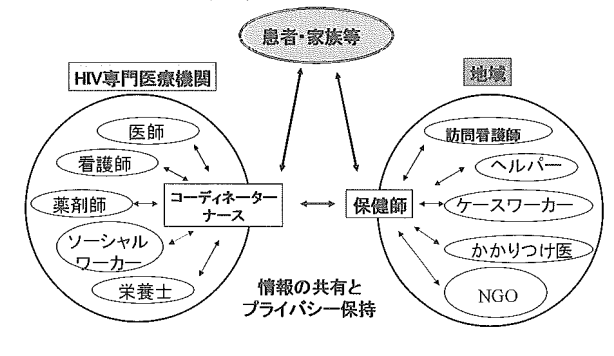 患者・家族等
HIV専門医療機関
地域
医師
看護師
薬剤師
ソーシャル
ワーカー
栄養士
コーディネーター
ナース
保健師
訪問看護師
ヘルパー
ケースワーカー
かかりつけ医
NGO
情報の共有と
プライバシー保持